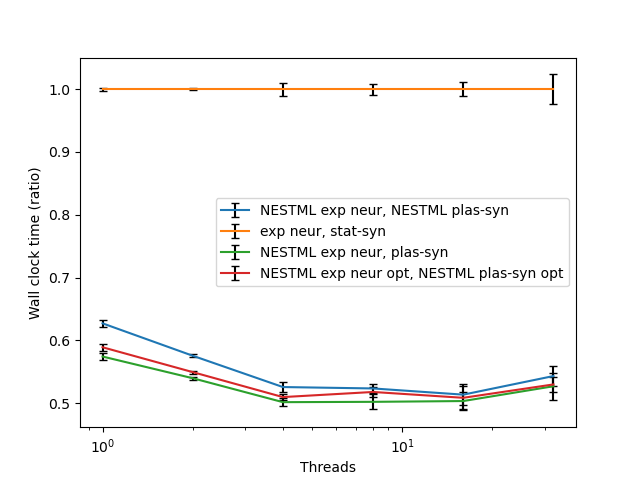 1.0
0.9
0.8
0.7
0.6
0.5
Wall clock time (ratio)
NESTML exp neur, NESTML plas-syn
exp neur, stat-syn
NESTML exp neur, plas-syn
NESTML exp neur opt, NESTML plas-syn opt
10⁰
10¹
Threads